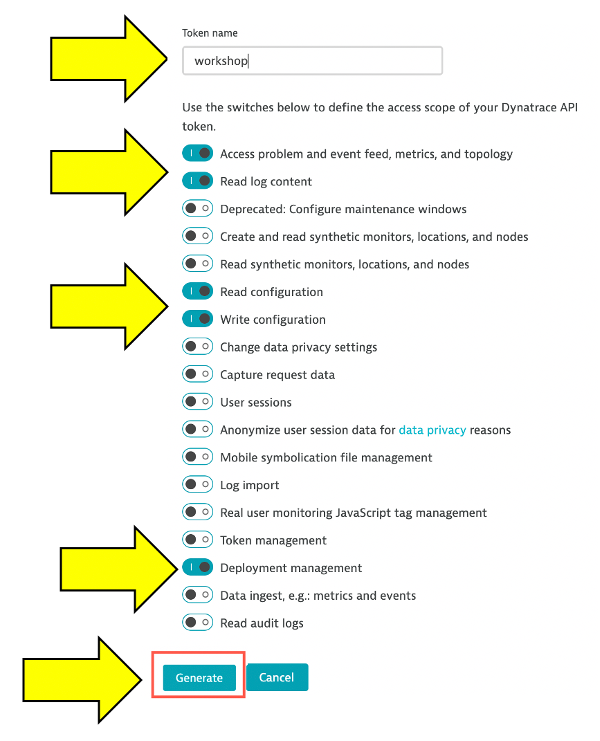 Token name
workshop
Use the switches below to define the access scope of your Dynatrace API
token.
Access problem and event feed, metrics, and topology
Read log content
Deprecated: Configure maintenance windows
Create and read synthetic monitors, locations, and nodes
Read synthetic monitors, locations, and nodes
Read configuration
Write configuration
Change data privacy settings
Capture request data
User sessions
Anonymize user session data for data privacy reasons
Mobile symbolication file management
Log import
Real user monitoring JavaScript tag management
Token management
Deployment management
Data ingest, e.g.: metrics and events
Read audit logs
Generate Cancel